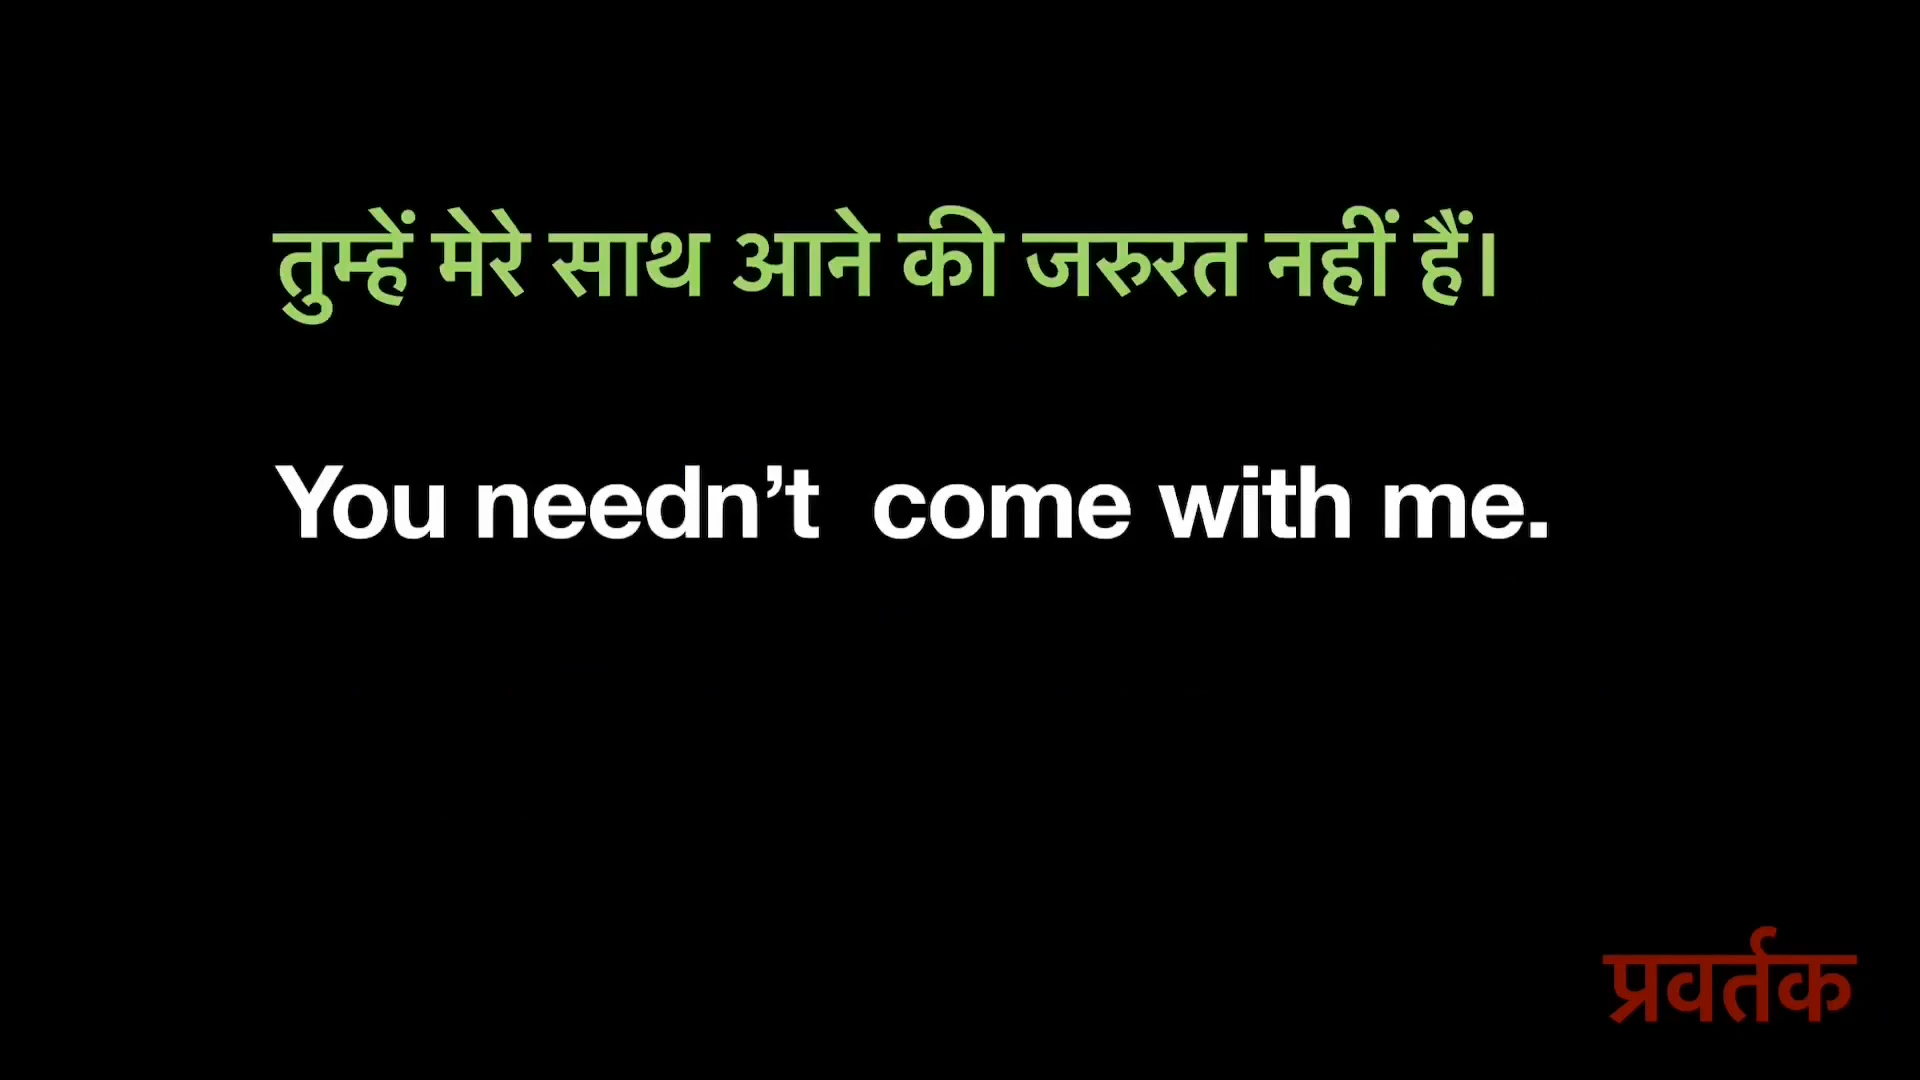 तुम्हें मेरे साथ आने की जरुरत नहीं हैं।
You needn’t  come with me.
प्रवर्तक